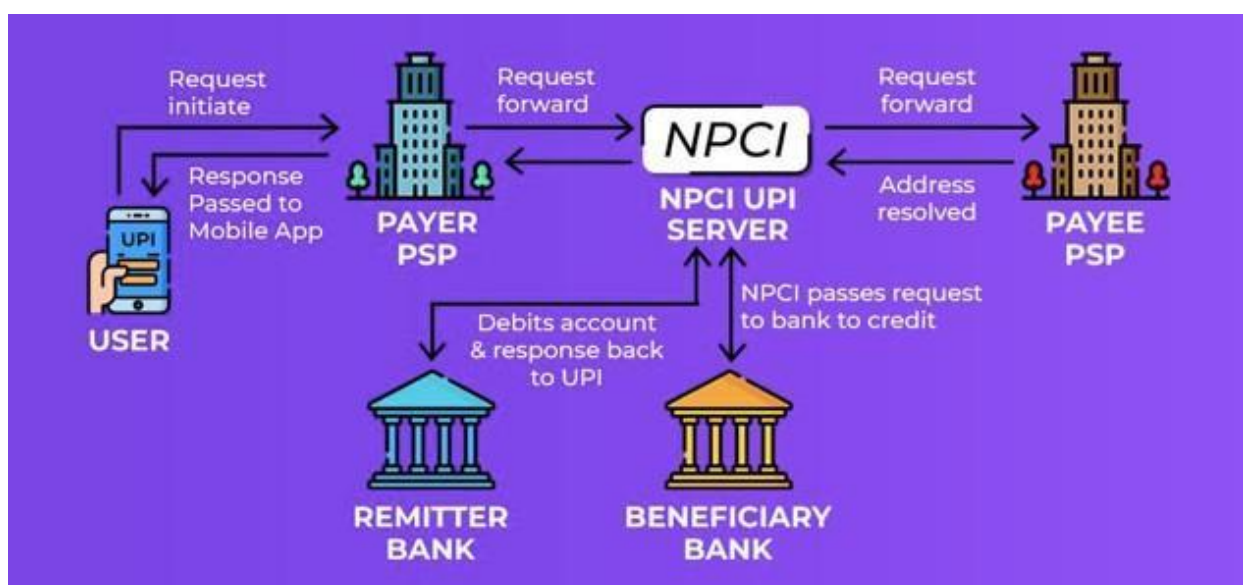 Request
initiate
Response
Passed to
Mobile App
UPI
USER
PAYER
PSP
Request
forward
NPCI
NPCI UPI
SERVER
Request
forward
Address
resolved
PAYEE
PSP
Debits account
& response back
to UPI
NPCI passes request
to bank to credit
REMITTER
BANK
BENEFICIARY
BANK